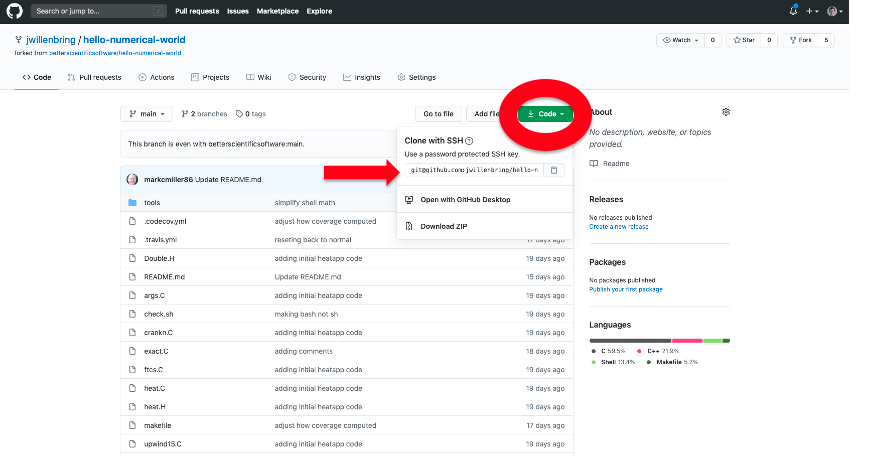 Search or jump to... / Pull requests Issues Marketplace Explore
jwillenbring / hello-numerical-world
forked from betterscientificsoftware/hello-numerical-world
Watch 0 Star 0 Fork 5
Code Pull requests Actions Projects Wiki Security Insights Settings
main 2 branches 0 tags Go to file Add file Code
This branch is even with betterscientificsoftware:main.
Clone with SSH
Use a password protected SSH key.
git@github.com:jwillenbring/hello-n
Open with GitHub Desktop
Download ZIP
markcmiller86 Update README.md
tools simplify shell math
.codecov.yml adjust how coverage computed
.travis.yml reseting back to normal 17 days ago
Double.H adding initial heatapp code 19 days ago
README.md Update README.md 15 days ago
args.C adding initial heatapp code 19 days ago
check.sh making bash not sh 19 days ago
crankn.C adding initial heatapp code 19 days ago
exact.C adding comments 18 days ago
ftcs.C adding initial heatapp code 19 days ago
heat.C adding initial heatapp code 19 days ago
heat.H adding initial heatapp code 19 days ago
makefile adjust how coverage computed 17 days ago
upwind15.C adding initial heatapp code 19 days ago
About
No description, website, or topics
provided.
Readme
Releases
No releases published
Create a new release
Packages
No packages published
Publish your first package
Languages
C 59.5% C++ 21.9%
Shell 13.4% Makefile 5.2%